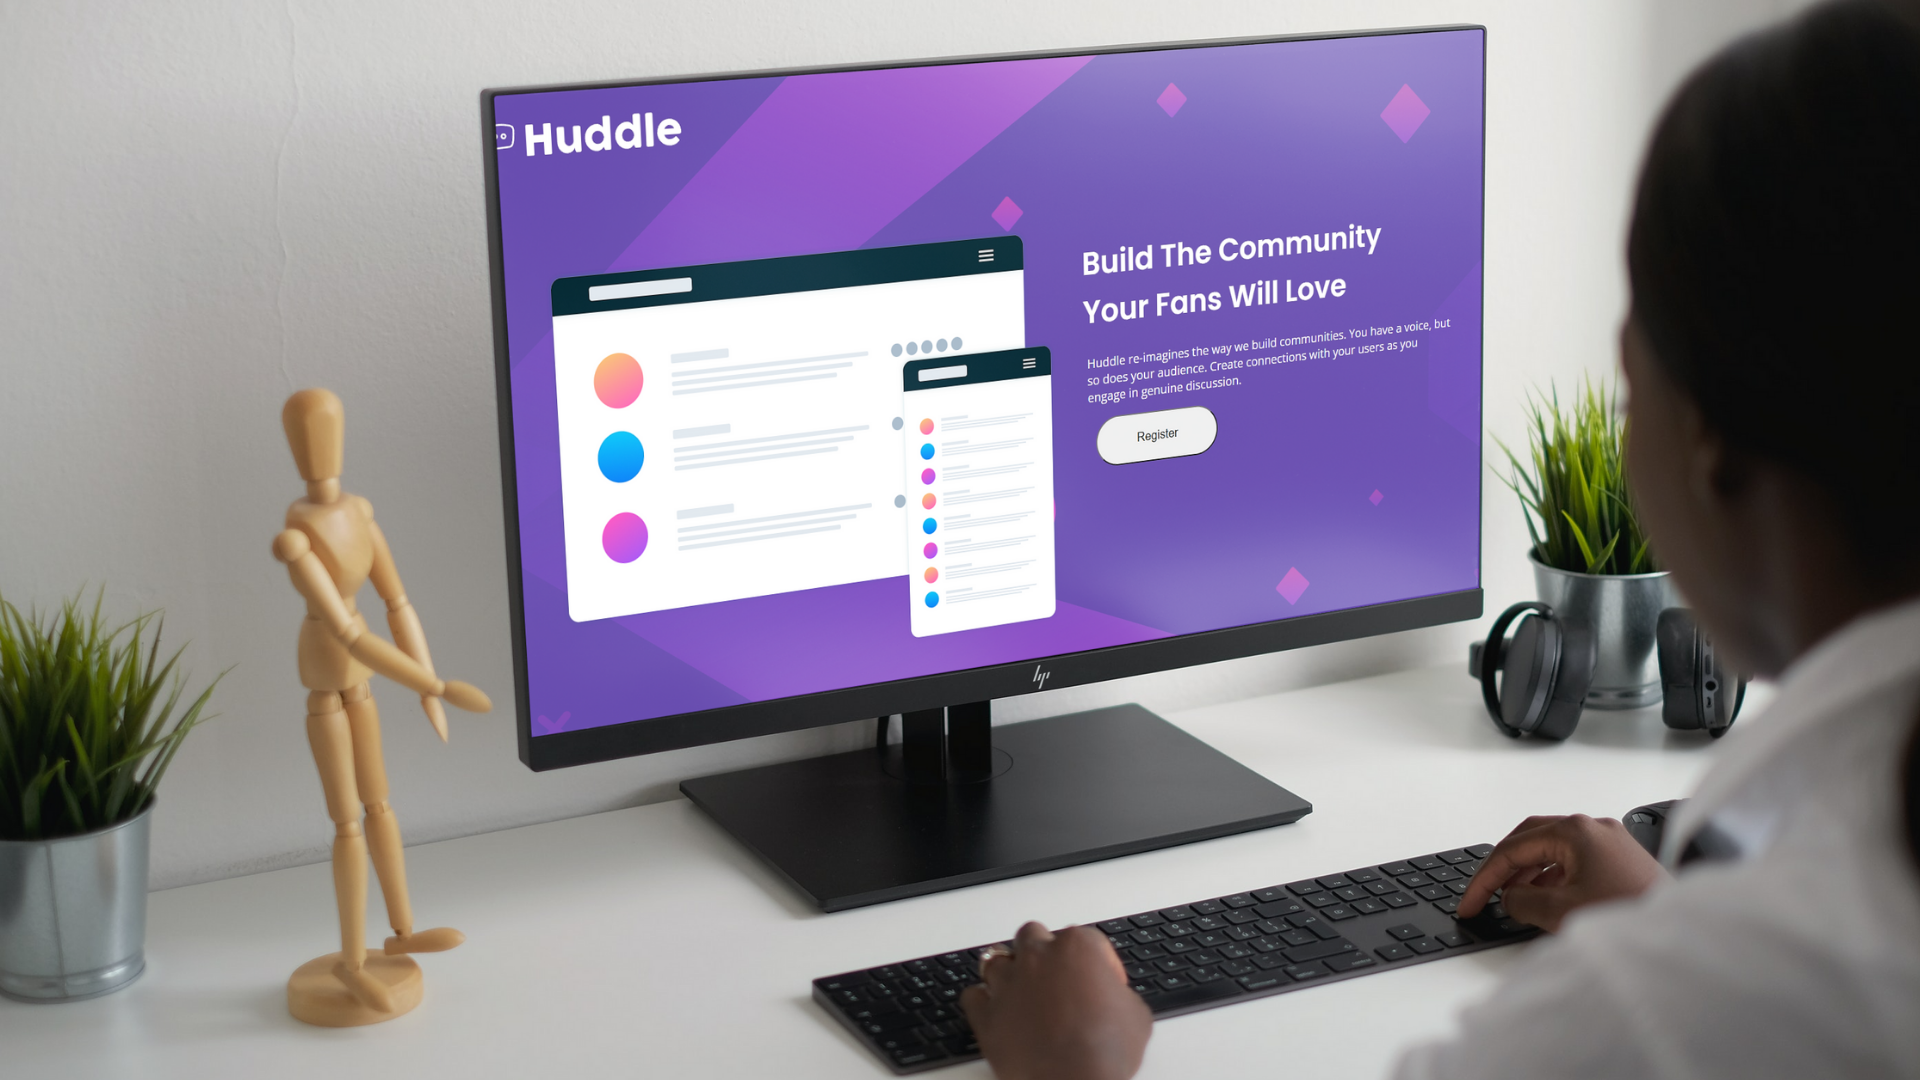 Huddle
Build The Community
Your Fans Will Love
Huddle re-imagines the way we build communities. You have a voice, but
so does your audience. Create connections with your users as you
engage in genuine discussion.
Register
hp